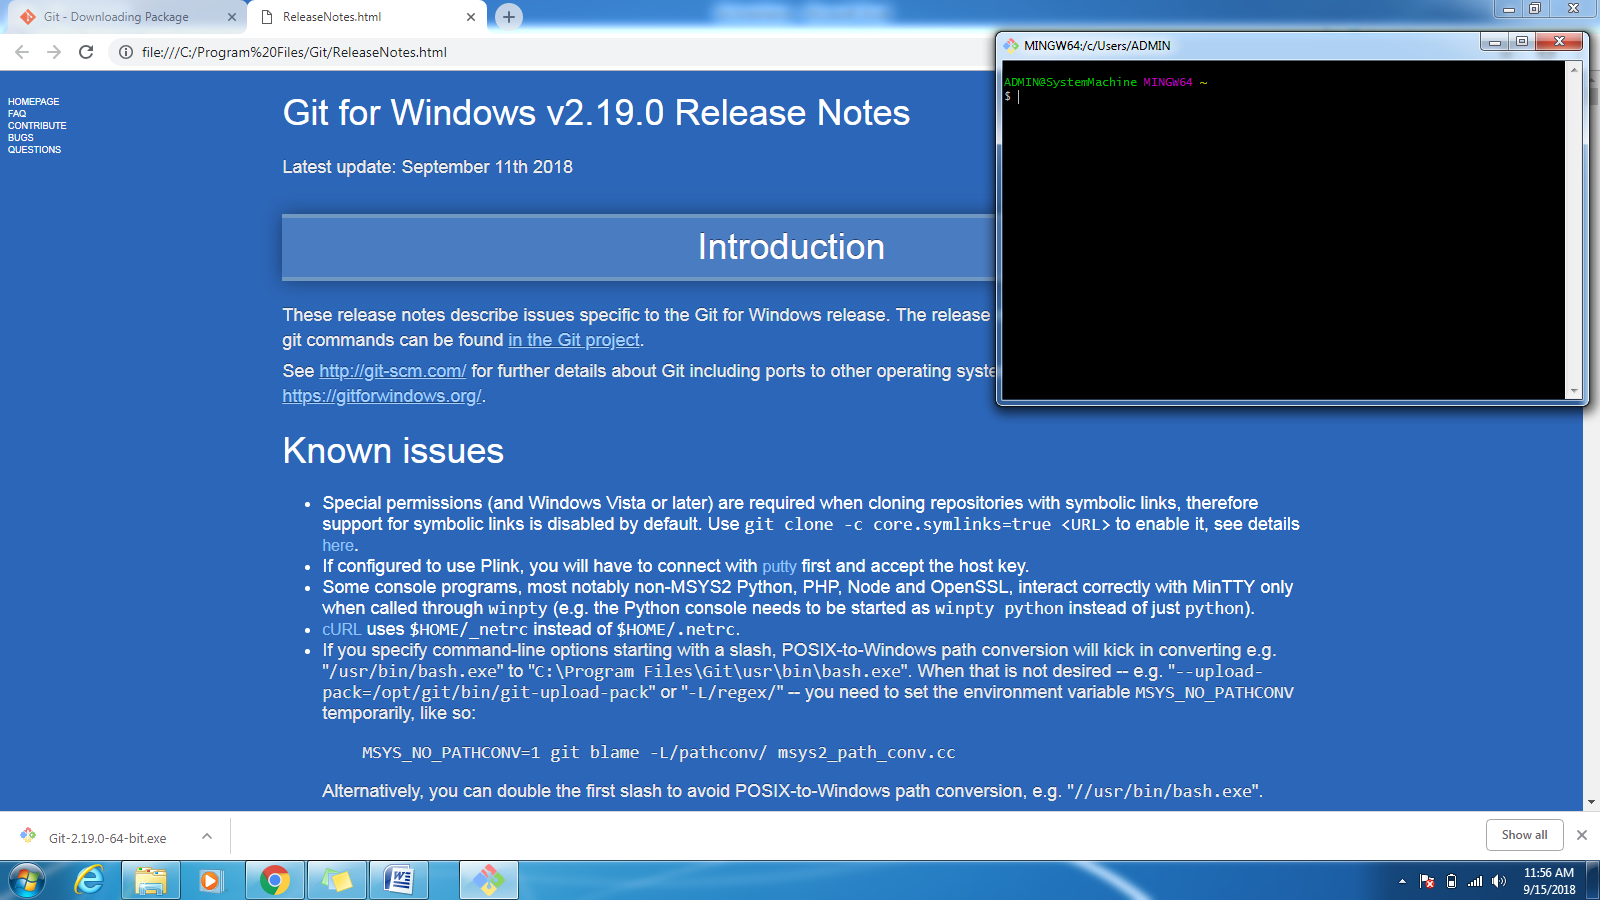 Git - Downloading Package
ReleaseNotes.html
file:///C:/Program%20Files/Git/ReleaseNotes.html
MINGW64:/c/Users/ADMIN
ADMIN@SystemMachine MINGW64 ~
$
HOMEPAGE
FAQ
CONTRIBUTE
BUGS
QUESTIONS
Git for Windows v2.19.0 Release Notes
Latest update: September 11th 2018
Introduction
These release notes describe issues specific to the Git for Windows release. The release
git commands can be found in the Git project.
See http://git-scm.com/ for further details about Git including ports to other operating syste
https://gitforwindows.org/.
Known issues
• Special permissions (and Windows Vista or later) are required when cloning repositories with symbolic links, therefore
support for symbolic links is disabled by default. Use git clone -c core.symlinks=true <URL> to enable it, see details
here.
• If configured to use Plink, you will have to connect with putty first and accept the host key.
• Some console programs, most notably non-MSYS2 Python, PHP, Node and OpenSSL, interact correctly with MinTTY only
when called through winpty (e.g. the Python console needs to be started as winpty python instead of just python).
• cURL uses $HOME/_netrc instead of $HOME/.netrc.
• If you specify command-line options starting with a slash, POSIX-to-Windows path conversion will kick in converting e.g.
"/usr/bin/bash.exe" to "C:\Program Files\Git\usr\bin\bash.exe". When that is not desired -- e.g. "--upload-
pack=/opt/git/bin/git-upload-pack" or "-L/regex/" -- you need to set the environment variable MSYS_NO_PATHCONV
temporarily, like so:
MSYS_NO_PATHCONV=1 git blame -L/pathconv/ msys2_path_conv.cc
Alternatively, you can double the first slash to avoid POSIX-to-Windows path conversion, e.g. "//usr/bin/bash.exe".
Git-2.19.0-64-bit.exe
Show all
11:56 AM
9/15/2018